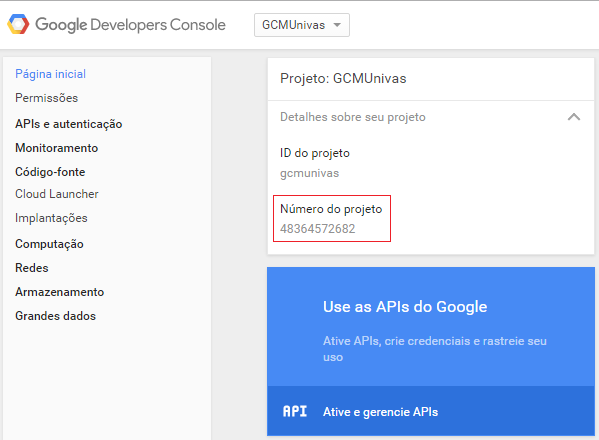 Google Developers Console
GCMUnivas
Página inicial
Permissões
APIs e autenticação
Monitoramento
Código-fonte
Cloud Launcher
Implantações
Computação
Redes
Armazenamento
Grandes dados
Projeto: GCMUnivas
Detalhes sobre seu projeto
ID do projeto
gcmunivas
Número do projeto
48364572682
Use as APIs do Google
Ative APIs, crie credenciais e rastreie seu
uso
API
Ative e gerencie APIs